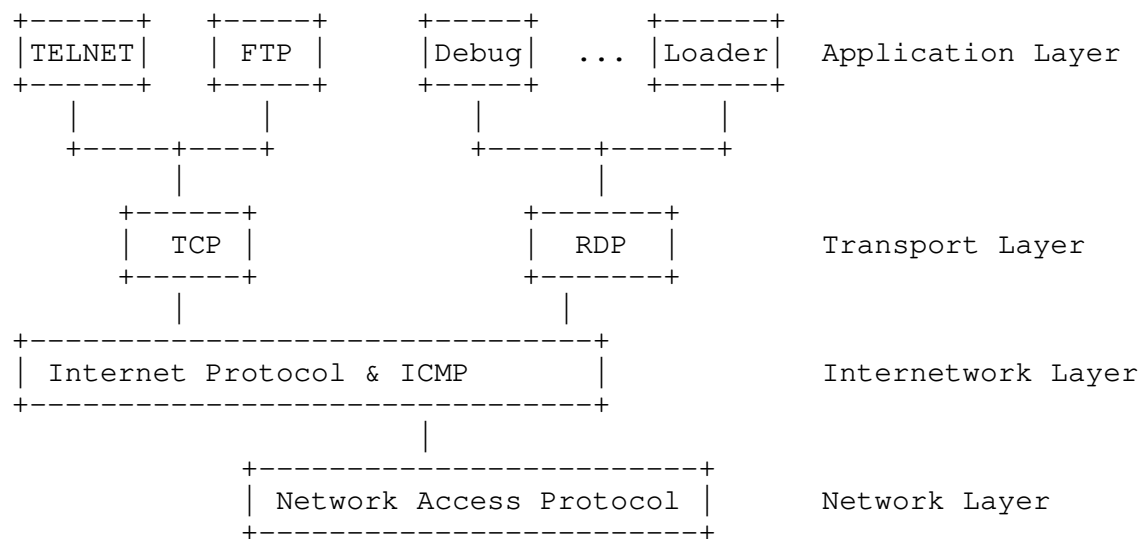 TELNET FTP Debug ... Loader Application Layer
TCP RDP Transport Layer
Internet Protocol & ICMP Internetwork Layer
Network Access Protocol Network Layer